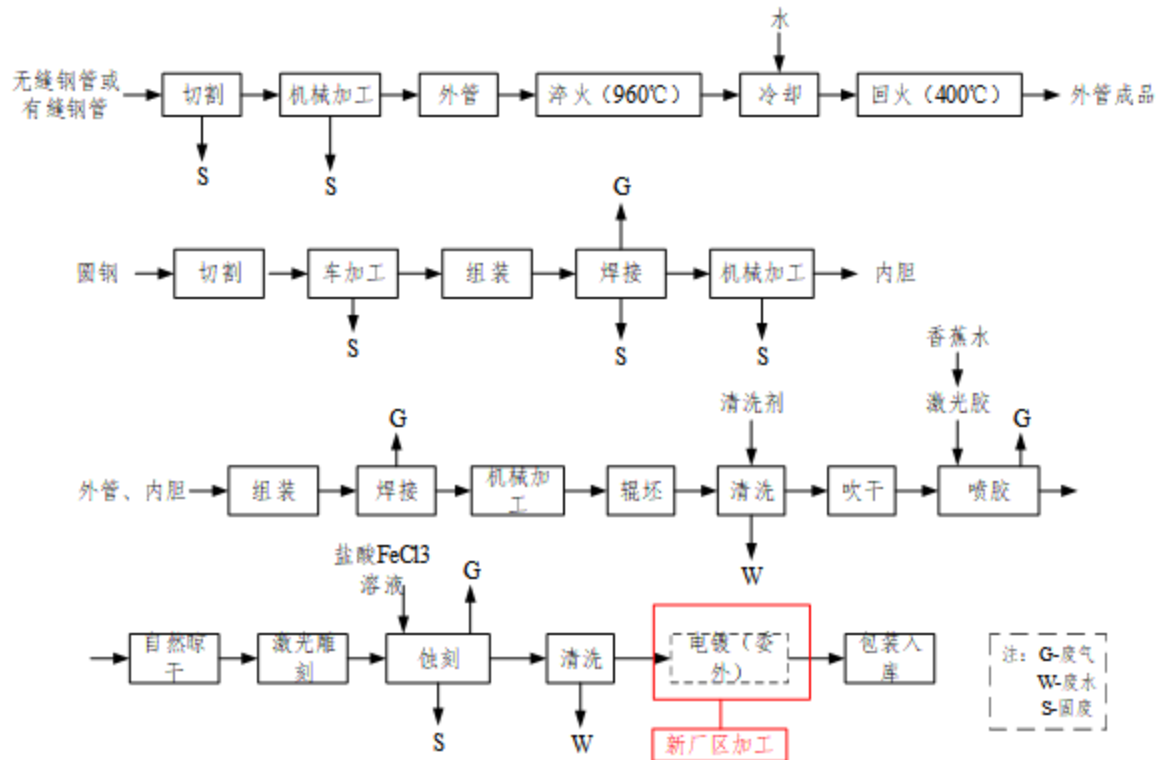 水
无缝钢管或
有缝钢管
切割
机械加工
外管
淬火（960℃）
冷却
回火（400℃）
外管成品
S
S
G
圆钢
切割
车加工
组装
焊接
机械加工
内胆
S
S
S
香蕉水
清洗剂
激光胶
G
G
外管、内胆
组装
焊接
机械加
工
辊坯
清洗
吹干
喷胶
W
盐酸FeCl3
溶液
G
自然晾
干
激光雕
刻
蚀刻
清洗
电镀（委
外）
包装入
库
S
W
新厂区加工
注：G-废气
W-废水
S-固废